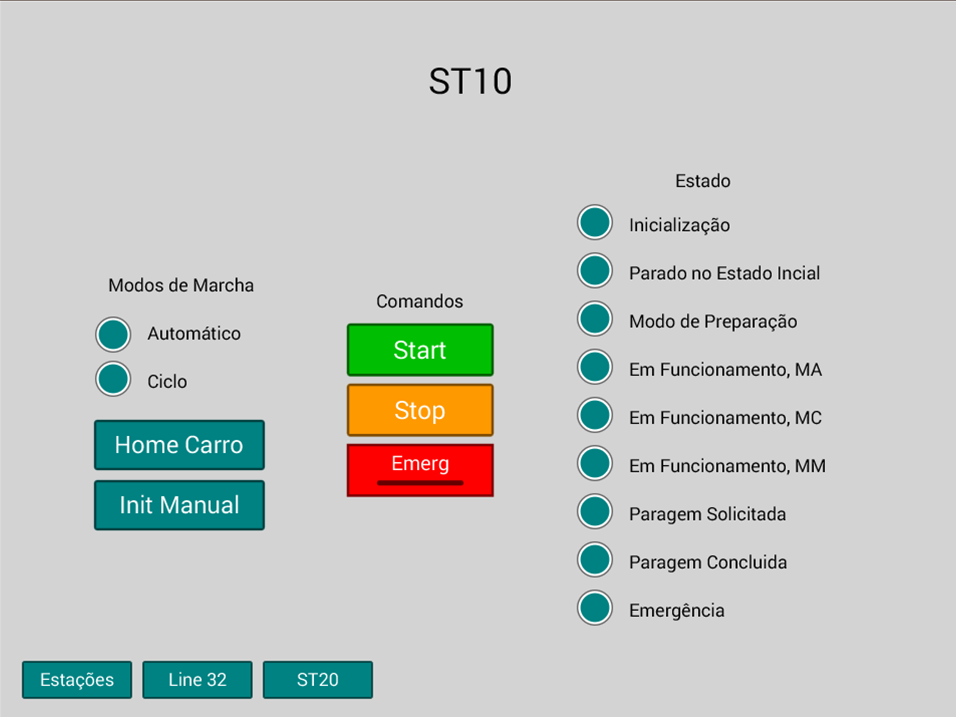 ST10
Modos de Marcha
Automático
Ciclo
Home Carro
Init Manual
Comandos
Start
Stop
Emerg
Estado
Inicialização
Parado no Estado Incial
Modo de Preparação
Em Funcionamento, MA
Em Funcionamento, MC
Em Funcionamento, MM
Paragem Solicitada
Paragem Concluida
Emergência
Estações
Line 32
ST20